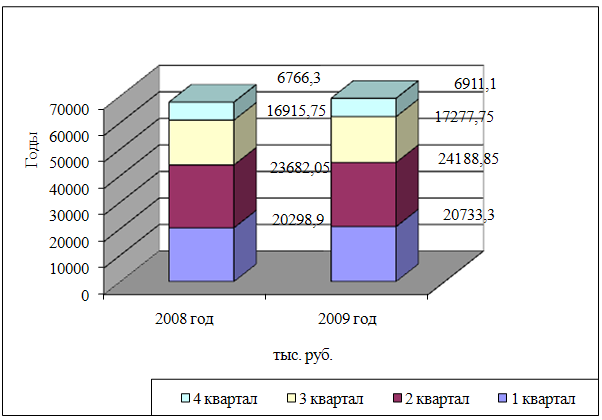 6766,3
6911,1
70000
16915,75
17277,75
60000
50000
23682,05
24188,85
40000
30000
20298,9
20733,3
20000
10000
0
Годы
2008 год
2009 год
тыс. руб.
4 квартал
3 квартал
2 квартал
1 квартал